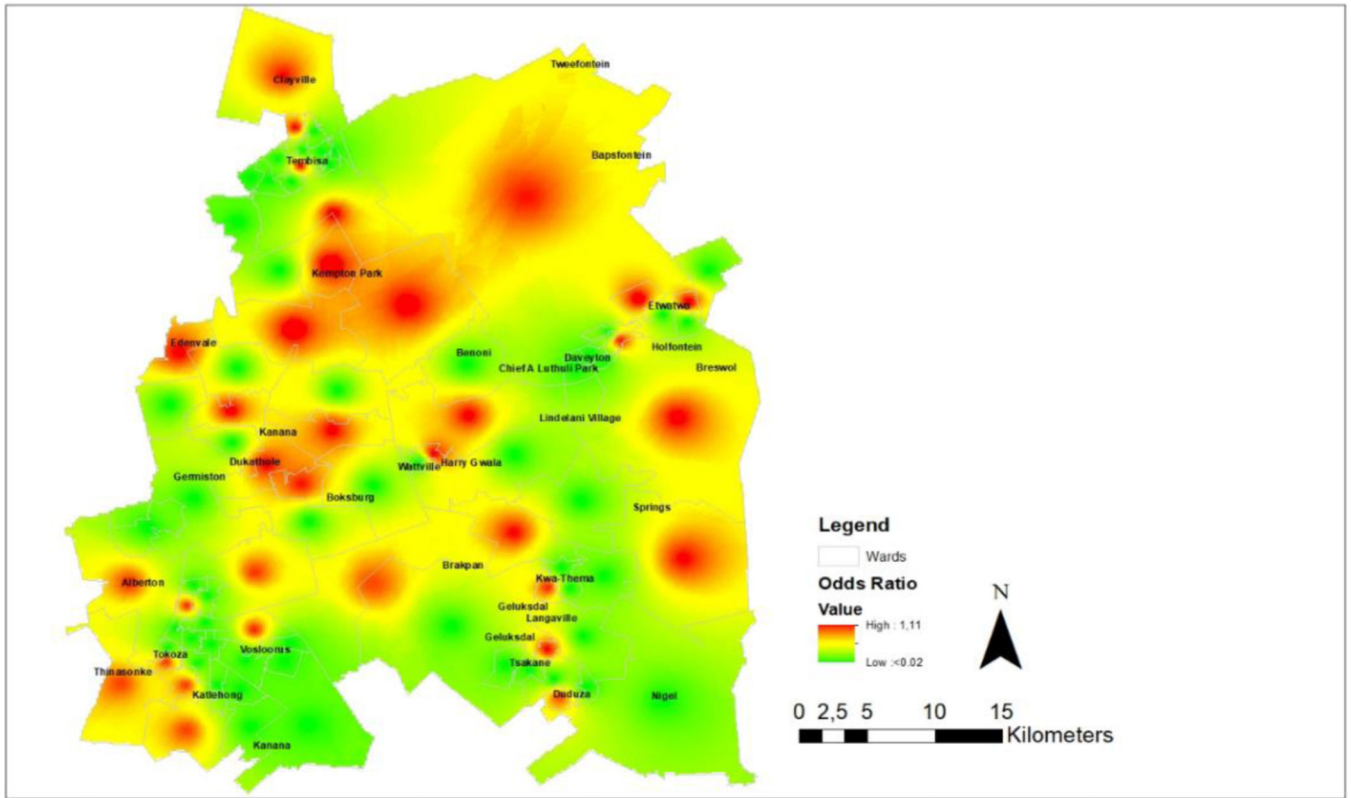 Tweefontein
Clayville
Bapsfontein
Tembisa
Kempton Park
Etwatwa
Edenvale
Holfontein
Benoni
Daveyton
Chief A Luthuli Park
Breswol
Lindelani Village
Kanana
Dukathole
Wattville
Harry Gwala
Germiston
Boksburg
Springs
Brakpan
Alberton
Kwa-Thema
Geluksdal
Langaville
Geluksdal
Vosloorus
Tokoza
Tsakane
Thinasonke
Katlehong
Duduza
Nigel
Kanana
Legend
Wards
Odds Ratio
Value
High : 1,11
Low :<0.02
N
0 2,5 5 10 15
Kilometers